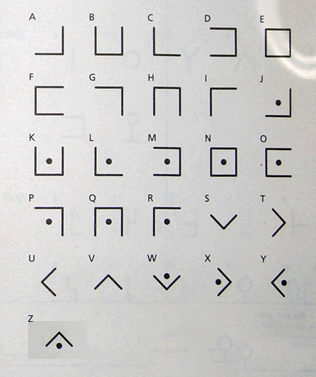 A B C D E
F G H I J
K L M N O
P Q R S T
U V W X Y
Z